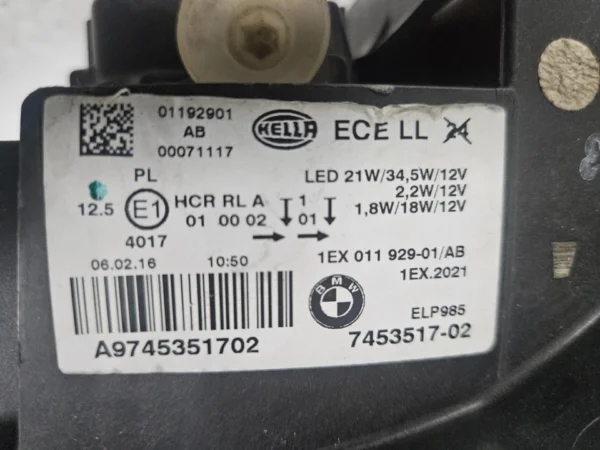 01192901
AB
00071117
HELLA
ECE LL 24
LED 21W/34,5W/12V
2,2W/12V
1,8W/18W/12V
PL
12.5
E1
HCR RL A
01 0 0 02
1
01
4017
06.02.16 10:50
1EX 011 929-01/AB
1EX.2021
BMW
ELP985
A9745351702
7453517-02